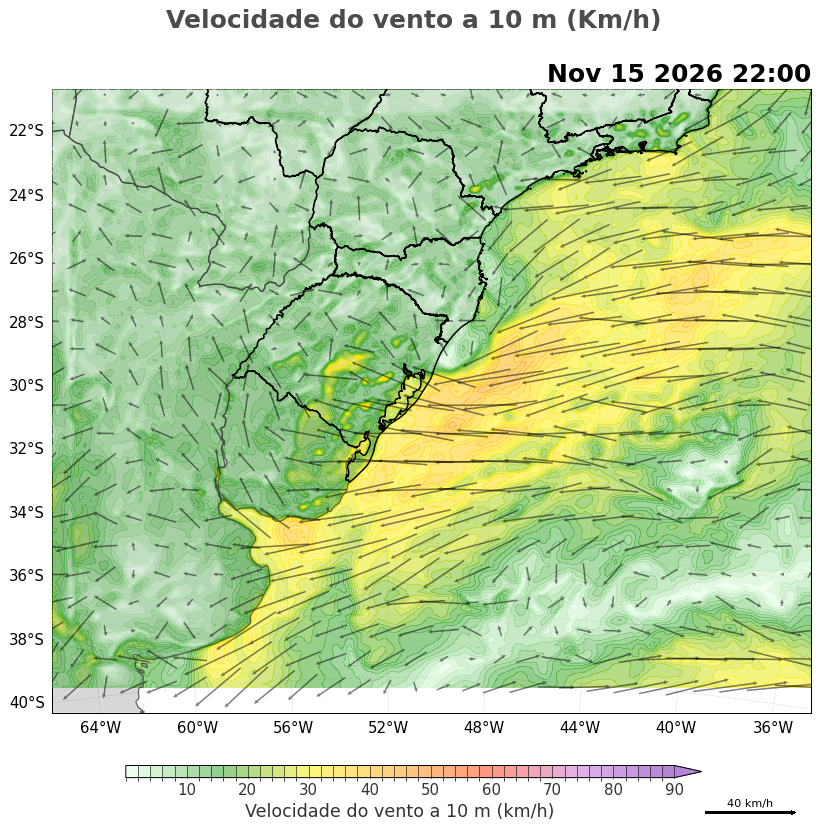 Velocidade do vento a 10 m (Km/h)
Nov 15 2026 22:00
22°S
24°S
26°S
28°S
30°S
32°S
34°S
36°S
38°S
40°S
64°W 60°W 56°W 52°W 48°W 44°W 40°W 36°W
10 20 30 40 50 60 70 80 90
Velocidade do vento a 10 m (km/h)
40 km/h